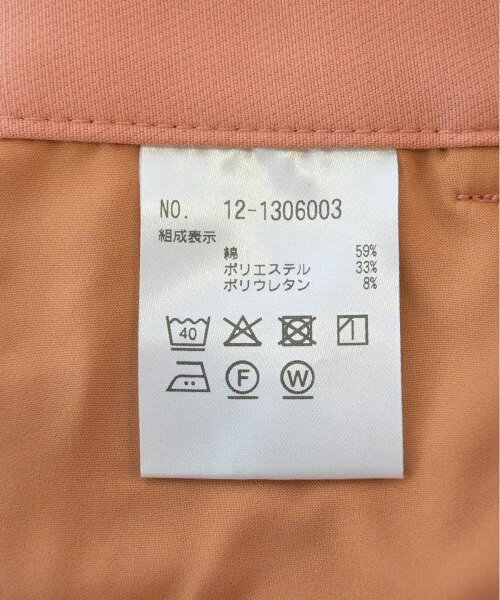 NO. 12-1306003
組成表示
綿 59%
ポリエステル 33%
ポリウレタン 8%
40
F W